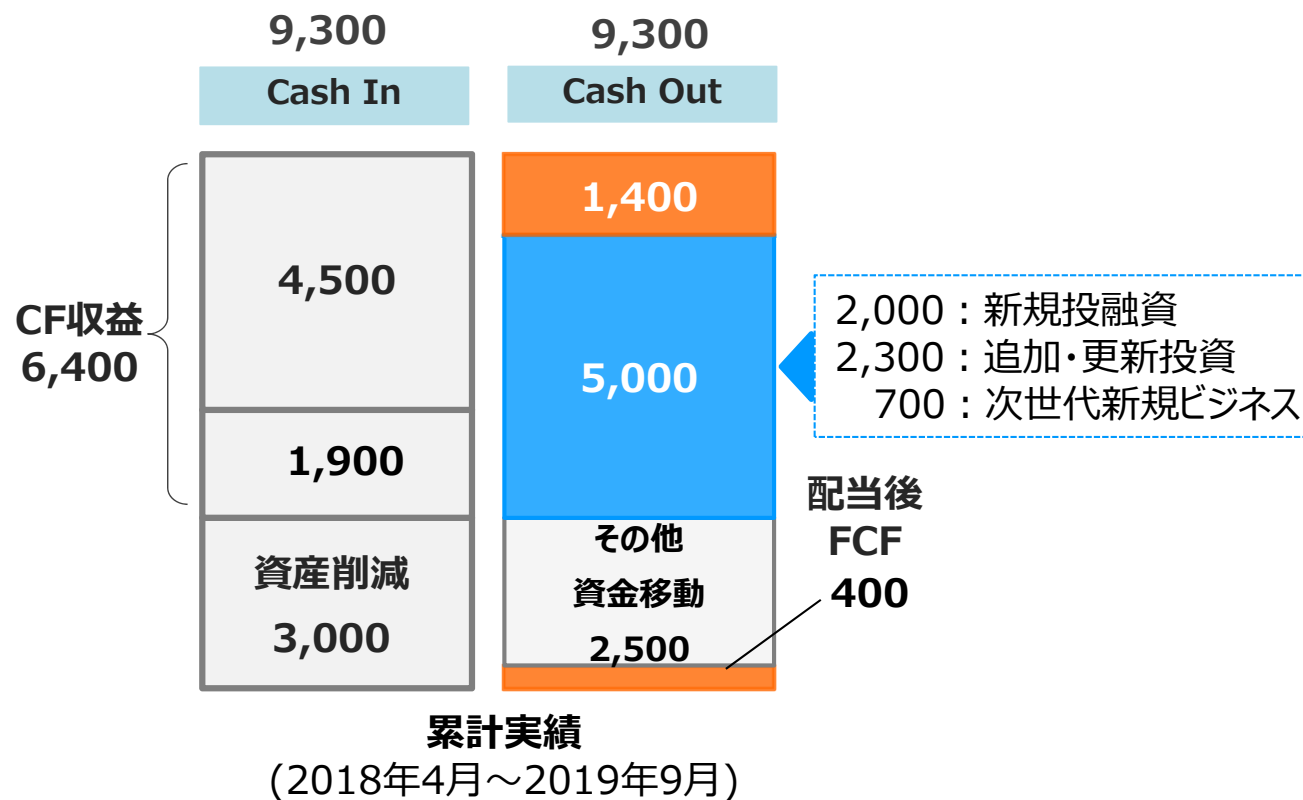 9,300
Cash In
9,300
Cash Out
CF収益
6,400
4,500
1,900
資産削減
3,000
1,400
5,000
その他
資金移動
2,500
2,000：新規投融資
2,300：追加・更新投資
700：次世代新規ビジネス
配当後
FCF
400
累計実績
(2018年4月～2019年9月)